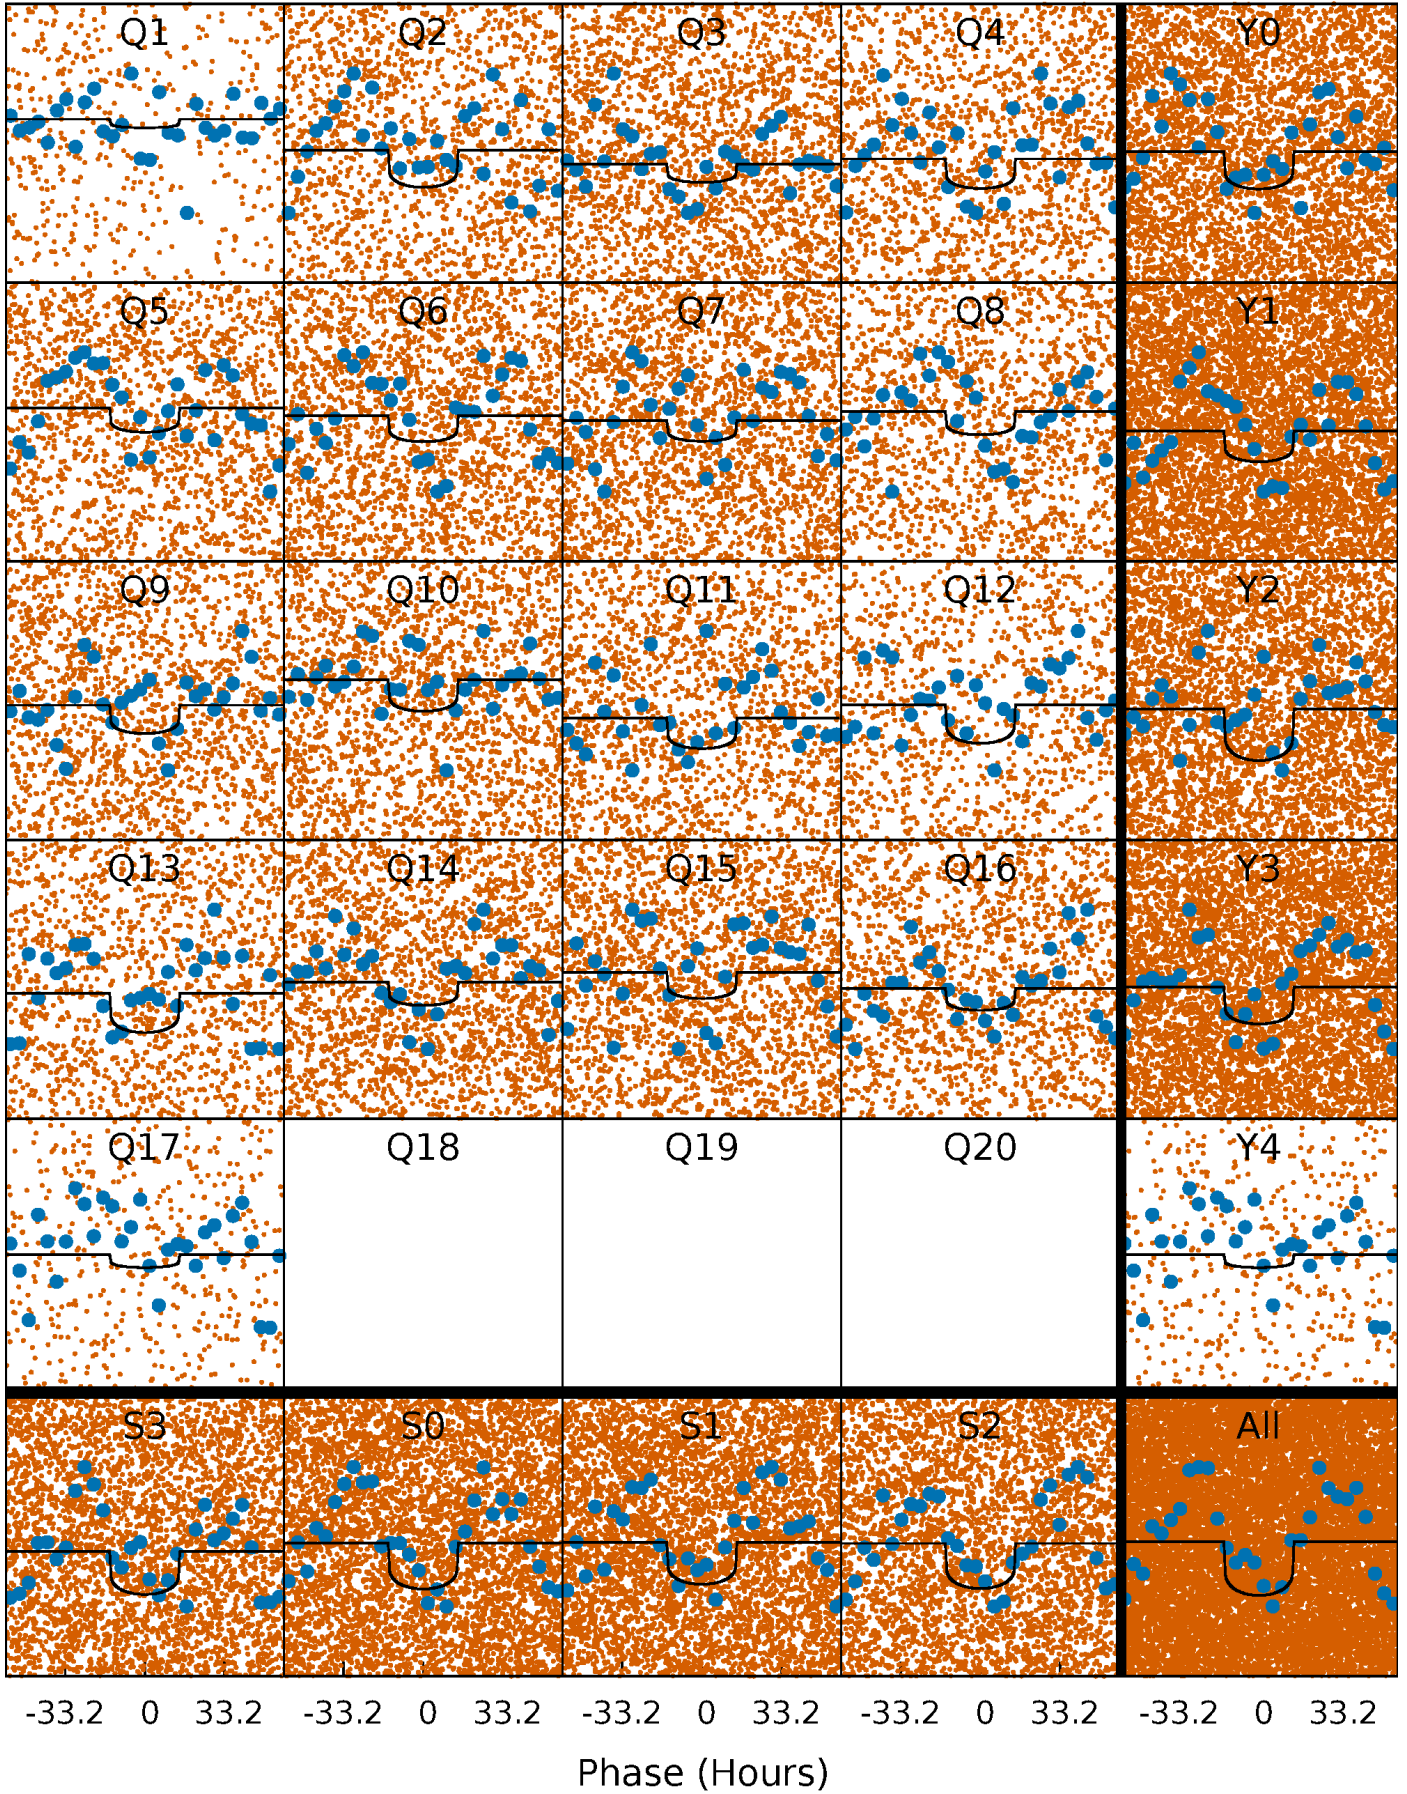 Q1 Q2 Q3 Q4 Y0
Q5 Q6 Q7 Q8 Y1
Q9 Q10 Q11 Q12 Y2
Q13 Q14 Q15 Q16 Y3
Q17 Q18 Q19 Q20 Y4
S3 S0 S1 S2 All
-33.2 0 33.2 -33.2 0 33.2 -33.2 0 33.2 -33.2 0 33.2 -33.2 0 33.2
Phase (Hours)